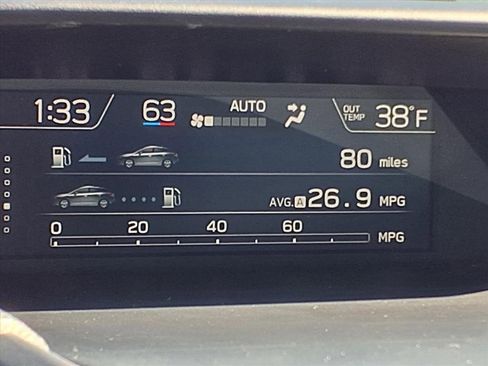 1:33 63 AUTO OUT TEMP 38°F
80 miles
AVG. A 26.9 MPG
0 20 40 60
MPG